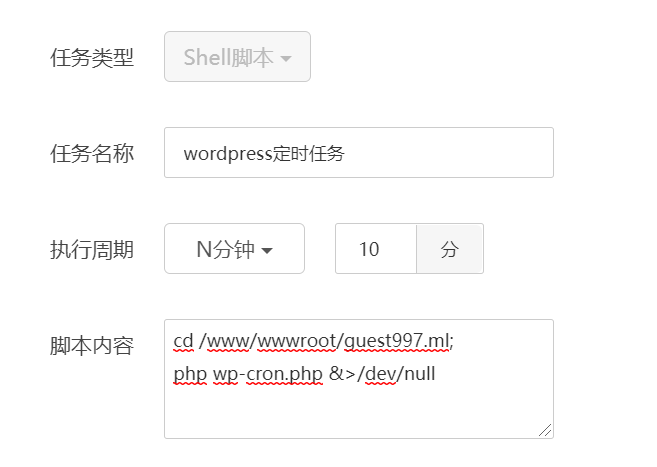 任务类型 Shell脚本
任务名称 wordpress定时任务
执行周期 N分钟 10 分
脚本内容 cd /www/wwwroot/guest997.ml;
php wp-cron.php &>/dev/null